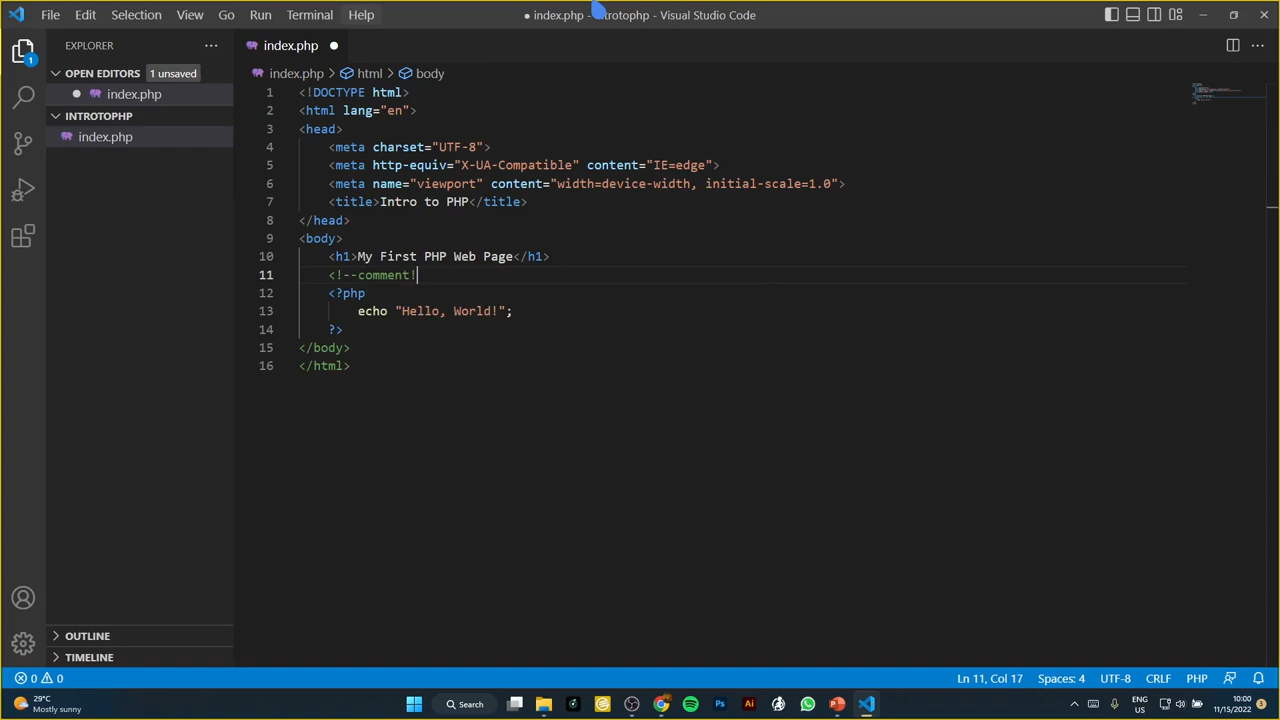 File Edit Selection View Go Run Terminal Help
● index.php - introtophp - Visual Studio Code
EXPLORER ···
index.php ●
OPEN EDITORS 1 unsaved
● index.php
INTROTOPHP
index.php
1
index.php > html > body
1 <!DOCTYPE html>
2 <html lang="en">
3 <head>
4 <meta charset="UTF-8">
5 <meta http-equiv="X-UA-Compatible" content="IE=edge">
6 <meta name="viewport" content="width=device-width, initial-scale=1.0">
7 <title>Intro to PHP</title>
8 </head>
9 <body>
10 <h1>My First PHP Web Page</h1>
11 <!--comment!
12 <?php
13 echo "Hello, World!";
14 ?>
15 </body>
16 </html>
OUTLINE
TIMELINE
0 0
Ln 11, Col 17 Spaces: 4 UTF-8 CRLF PHP
29°C
Mostly sunny
Search
Ps
Ai
ENG
US
10:00
11/15/2022
3